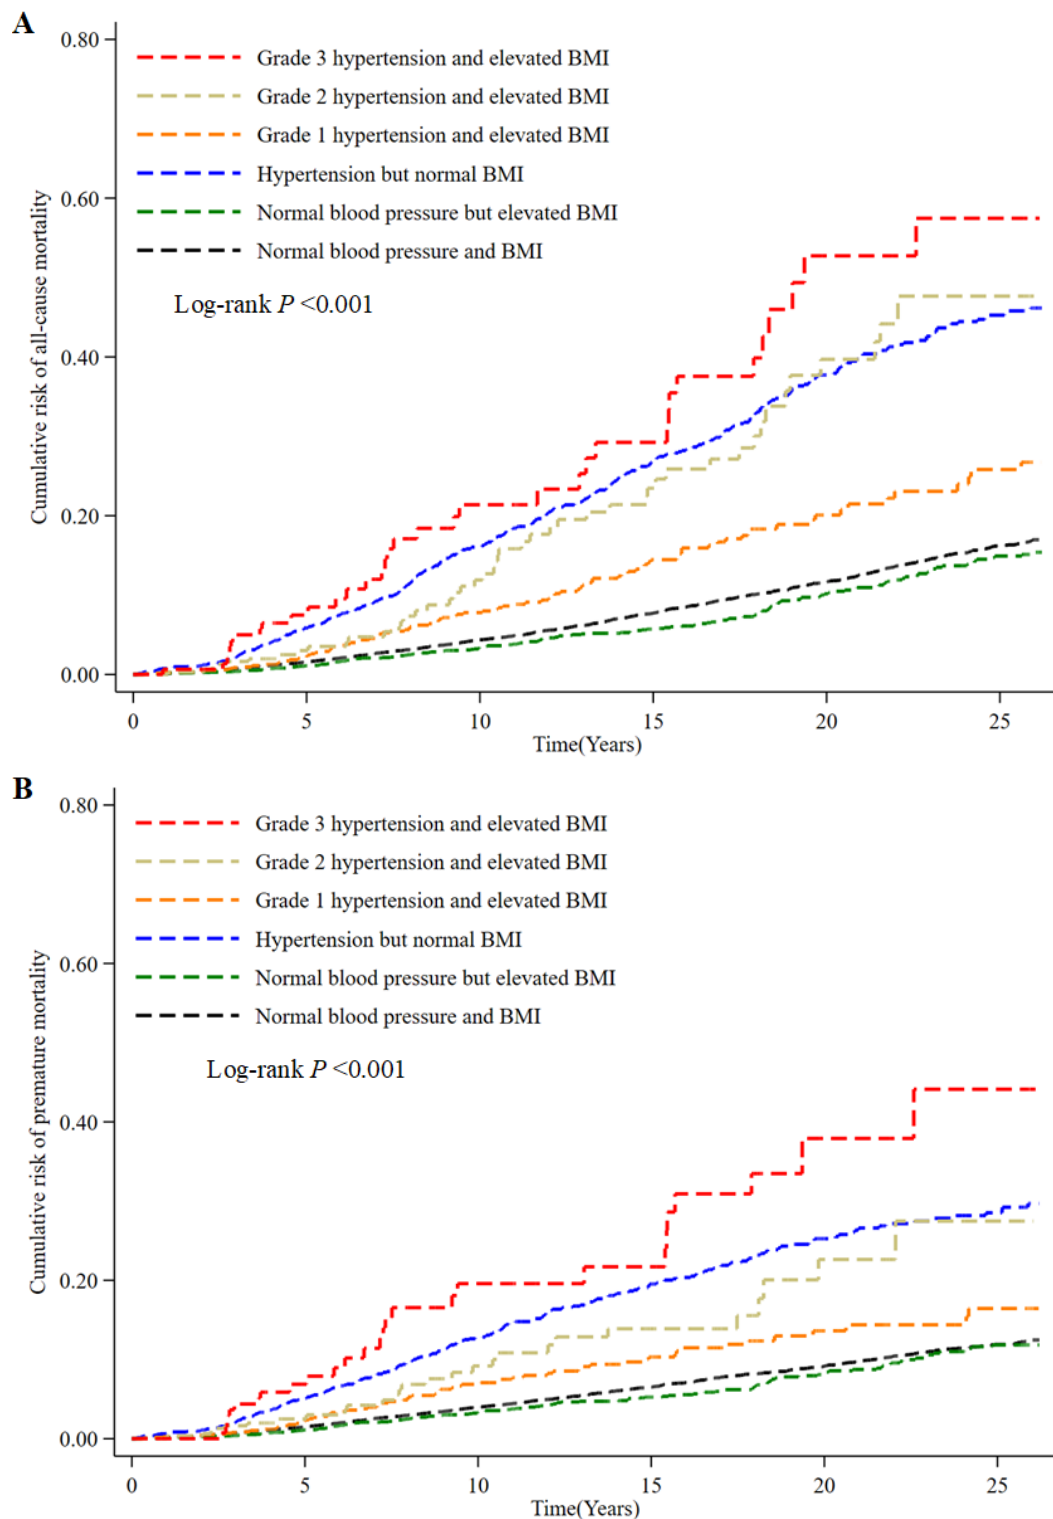 A
0.80
Grade 3 hypertension and elevated BMI
Grade 2 hypertension and elevated BMI
Grade 1 hypertension and elevated BMI
Hypertension but normal BMI
Normal blood pressure but elevated BMI
Normal blood pressure and BMI
Log-rank P <0.001
0.60
0.40
0.20
0.00
Cumulative risk of all-cause mortality
0 5 10 15 20 25
Time(Years)
B
0.80
Grade 3 hypertension and elevated BMI
Grade 2 hypertension and elevated BMI
Grade 1 hypertension and elevated BMI
Hypertension but normal BMI
Normal blood pressure but elevated BMI
Normal blood pressure and BMI
Log-rank P <0.001
0.60
0.40
0.20
0.00
Cumulative risk of premature mortality
0 5 10 15 20 25
Time(Years)